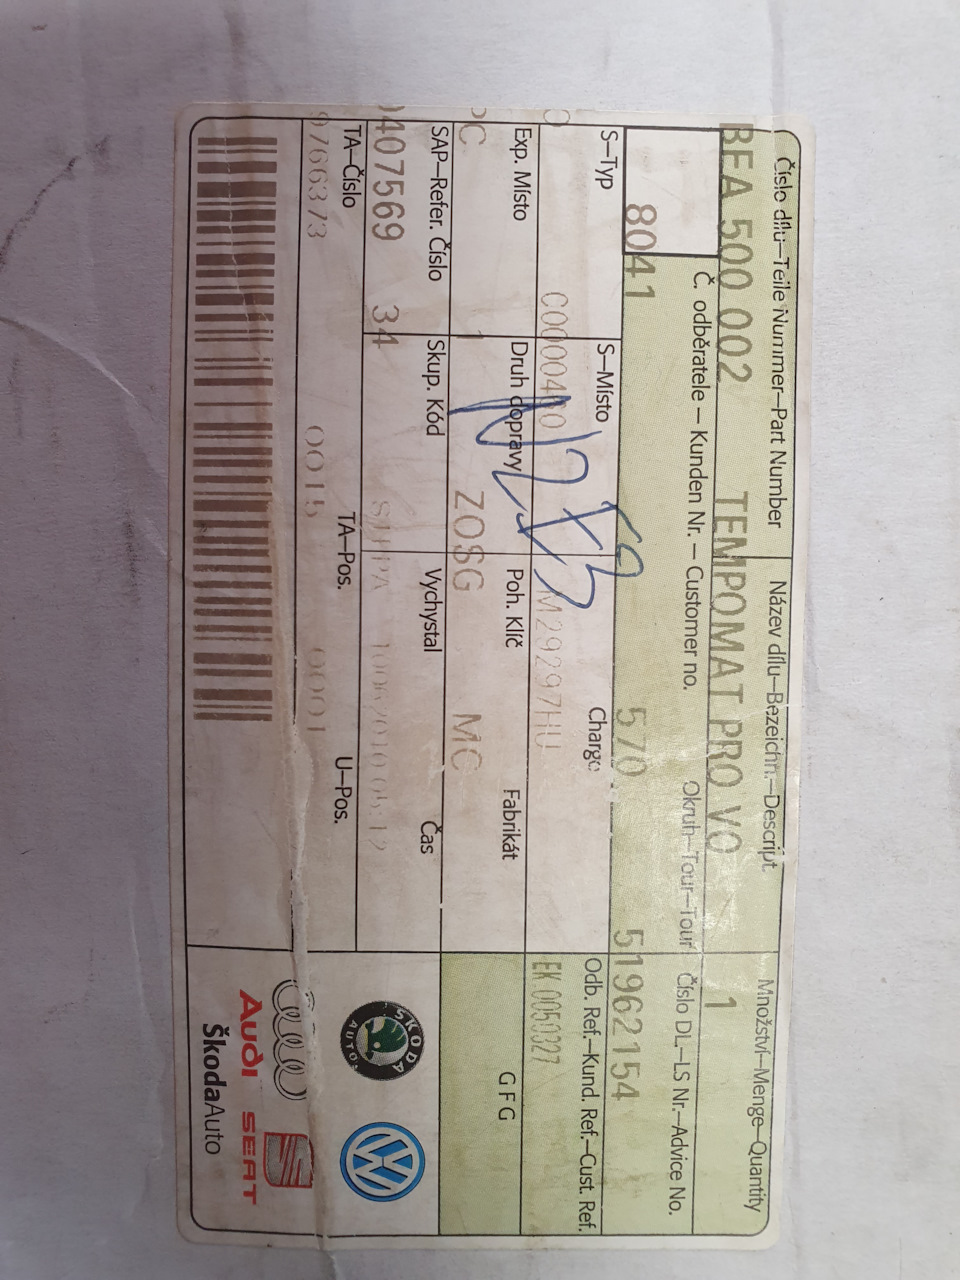 Číslo dílu—Teile Nummer—Part Number Název dílu—Bezeichn.—Descript. Množství—Menge—Quantity
BEA 500 002 TEMPOMAT PRO VO 1
Č. odběratele – Kunden Nr. – Customer no. Okruh—Tour—Tour Číslo DL—LS Nr.—Advice No.
8041 570 51962154
S—Typ S—Místo Charge Odb. Ref.—Kund. Ref.—Cust. Ref.
M29297HU EK 0050327
Exp. Místo Druh dopravy Poh. Klíč Fabrikát GFG
1 ZOSG MC
SAP—Refer. Číslo Skup. Kód Vychystal Čas
0407569 34
TA—Číslo TA—Pos. U—Pos.
9766373 0015 0001
ŠKODA AUTO
Audi SEAT
ŠkodaAuto